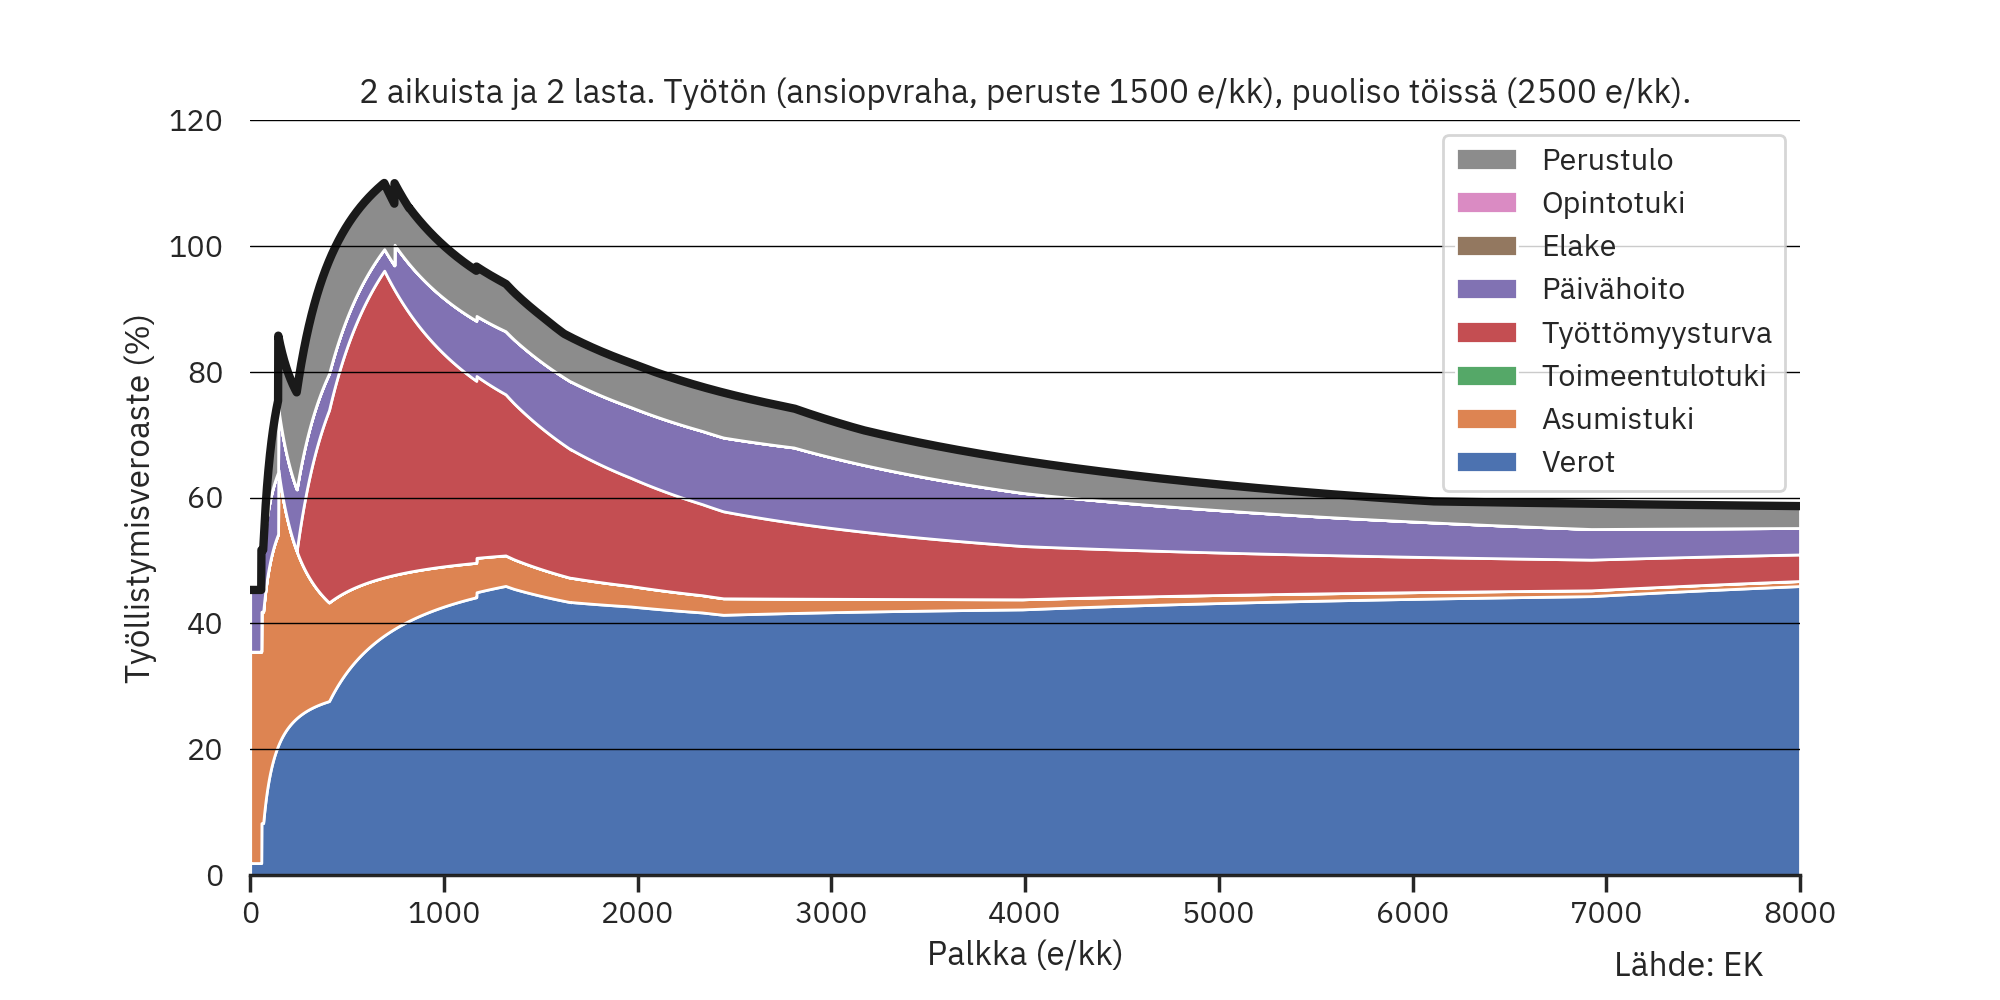 2 aikuista ja 2 lasta. Työtön (ansiopvraha, peruste 1500 e/kk), puoliso töissä (2500 e/kk).
120
100
80
60
40
20
0
Työllistymisveroaste (%)
Perustulo
Opintotuki
Elake
Päivähoito
Työttömyysturva
Toimeentulotuki
Asumistuki
Verot
0 1000 2000 3000 4000 5000 6000 7000 8000
Palkka (e/kk)
Lähde: EK